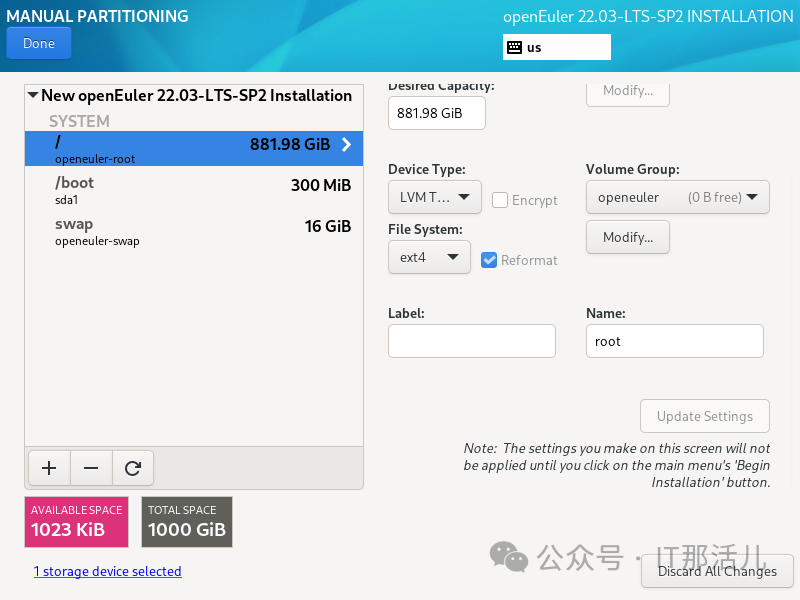 MANUAL PARTITIONING
openEuler 22.03-LTS-SP2 INSTALLATION
Done
us
New openEuler 22.03-LTS-SP2 Installation
SYSTEM
/
881.98 GiB
openeuler-root
/boot
300 MiB
sda1
swap
16 GiB
openeuler-swap
AVAILABLE SPACE
1023 KiB
TOTAL SPACE
1000 GiB
1 storage device selected
Desired Capacity:
881.98 GiB
Modify...
Device Type:
Volume Group:
LVM T...
Encrypt
openeuler (0 B free)
File System:
Modify...
ext4
Reformat
Label:
Name:
root
Update Settings
Note: The settings you make on this screen will not
be applied until you click on the main menu's 'Begin
Installation' button.
公众号 · IT那活儿
Discard All Changes